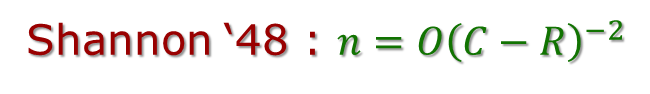 Shannon ‘48 : n = O(C − R)⁻²